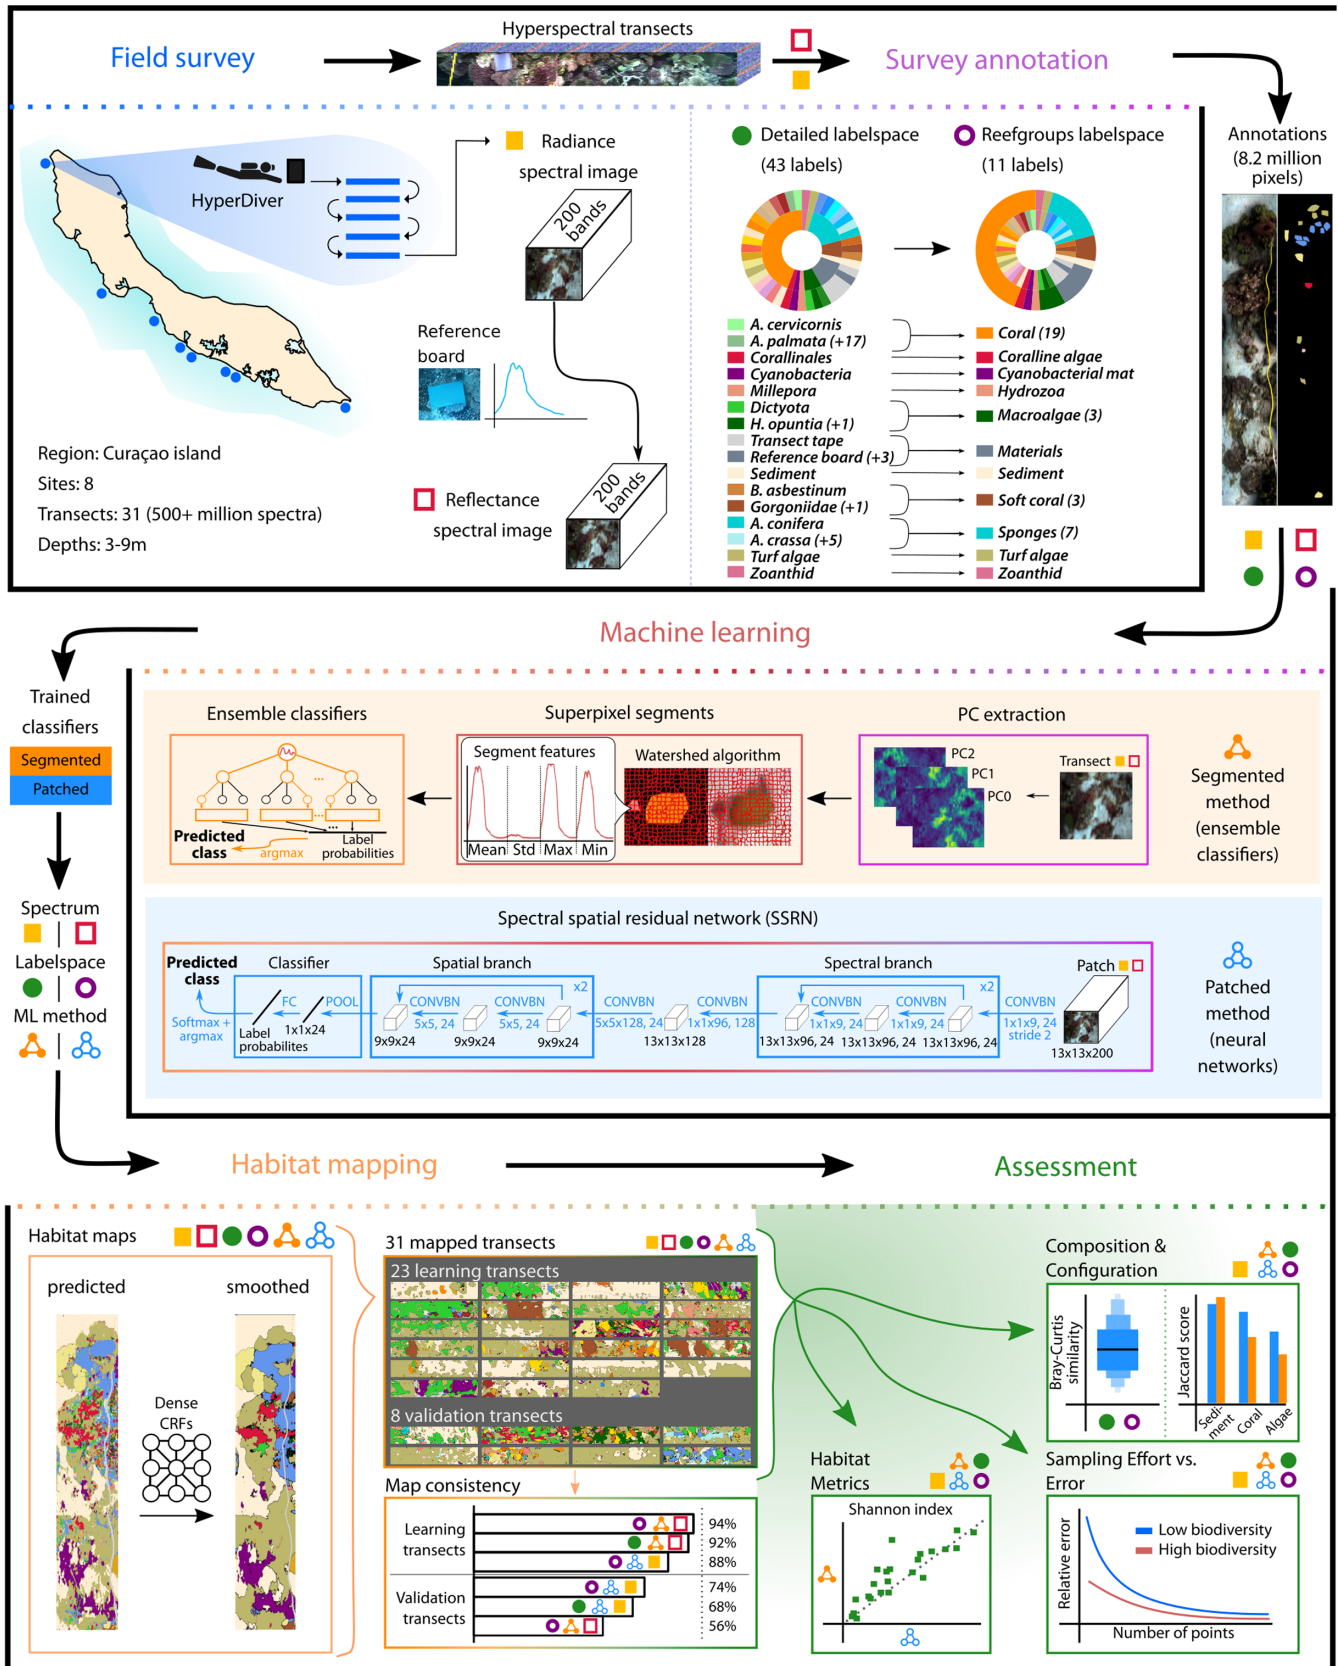 Field survey
Hyperspectral transects
Survey annotation
HyperDiver
Radiance
spectral image
200
bands
Reference
board
200
bands
Reflectance
spectral image
Region: Curaçao island
Sites: 8
Transects: 31 (500+ million spectra)
Depths: 3-9m
Detailed labelspace
(43 labels)
Reefgroups labelspace
(11 labels)
A. cervicornis
A. palmata (+17)
Corallinales
Cyanobacteria
Millepora
Dictyota
H. opuntia (+1)
Transect tape
Reference board (+3)
Sediment
B. asbestinum
Gorgoniidae (+1)
A. conifera
A. crassa (+5)
Turf algae
Zoanthid
Coral (19)
Coralline algae
Cyanobacterial mat
Hydrozoa
Macroalgae (3)
Materials
Sediment
Soft coral (3)
Sponges (7)
Turf algae
Zoanthid
Annotations
(8.2 million
pixels)
Machine learning
Trained
classifiers
Segmented
Patched
Spectrum
Labelspace
ML method
Ensemble classifiers
Predicted
class
argmax
...
...
...
Label
probabilities
Superpixel segments
Segment features
Mean
Std
Max
Min
Watershed algorithm
PC extraction
PC2
PC1
PC0
Transect
Segmented
method
(ensemble
classifiers)
Spectral spatial residual network (SSRN)
Predicted
class
Softmax +
argmax
Classifier
FC
POOL
Label
probabilites
1x1x24
Spatial branch
x2
CONVBN
5x5, 24
CONVBN
5x5, 24
9x9x24
9x9x24
9x9x24
CONVBN
5x5x128, 24
CONVBN
1x1x96, 128
13x13x128
Spectral branch
x2
CONVBN
1x1x9, 24
CONVBN
1x1x9, 24
13x13x96, 24
13x13x96, 24
13x13x96, 24
CONVBN
1x1x9, 24
stride 2
Patch
13x13x200
Patched
method
(neural
networks)
Habitat mapping
Assessment
Habitat maps
predicted
smoothed
Dense
CRFs
31 mapped transects
23 learning transects
8 validation transects
Map consistency
Learning
transects
94%
92%
88%
Validation
transects
74%
68%
56%
Habitat
Metrics
Shannon index
Composition &
Configuration
Bray-Curtis
similarity
Jaccard score
Sedi-
ment
Coral
Algae
Sampling Effort vs.
Error
Relative error
Low biodiversity
High biodiversity
Number of points